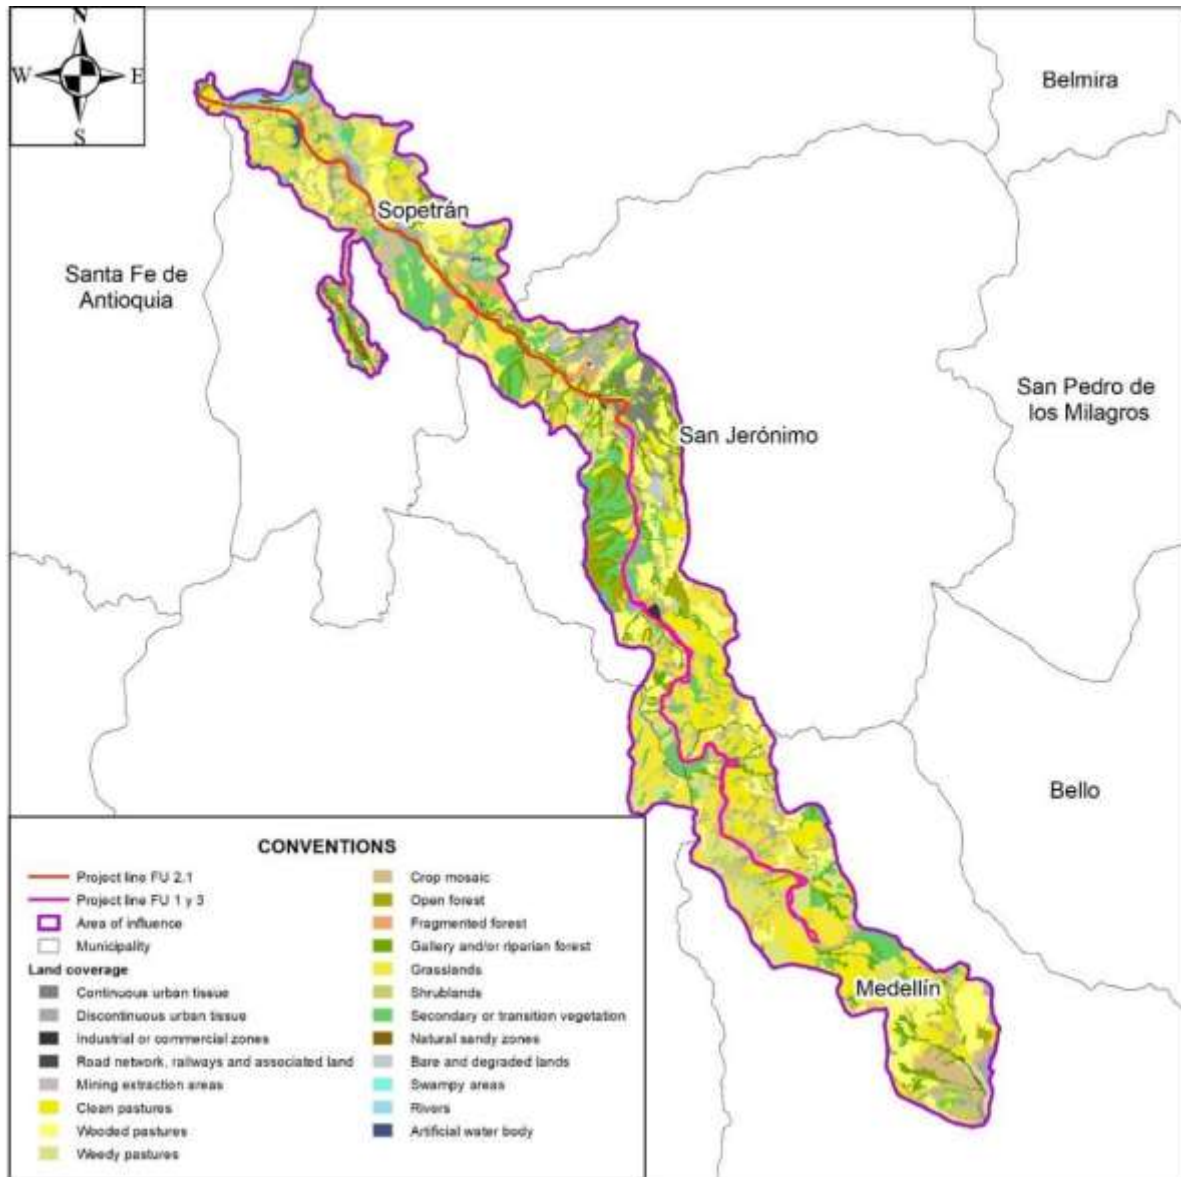 N
W
E
S
Belmira
Sopetrán
Santa Fe de
Antioquia
San Pedro de
los Milagros
San Jerónimo
Bello
Medellín
CONVENTIONS
Project line FU 2.1
Project line FU 1 y 3
Area of influence
Municipality
Land coverage
Continuous urban tissue
Discontinuous urban tissue
Industrial or commercial zones
Road network, railways and associated land
Mining extraction areas
Clean pastures
Wooded pastures
Weedy pastures
Crop mosaic
Open forest
Fragmented forest
Gallery and/or riparian forest
Grasslands
Shrublands
Secondary or transition vegetation
Natural sandy zones
Bare and degraded lands
Swampy areas
Rivers
Artificial water body